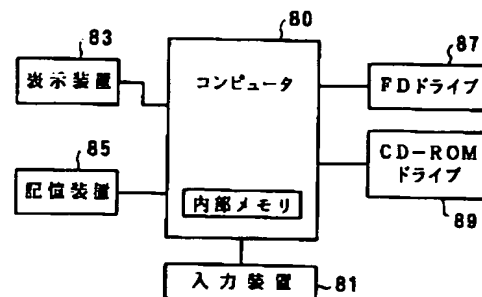 83
表示装置
85
記憶装置
80
コンピュータ
内部メモリ
入力装置
81
87
FDドライブ
CD-ROM
ドライブ
89